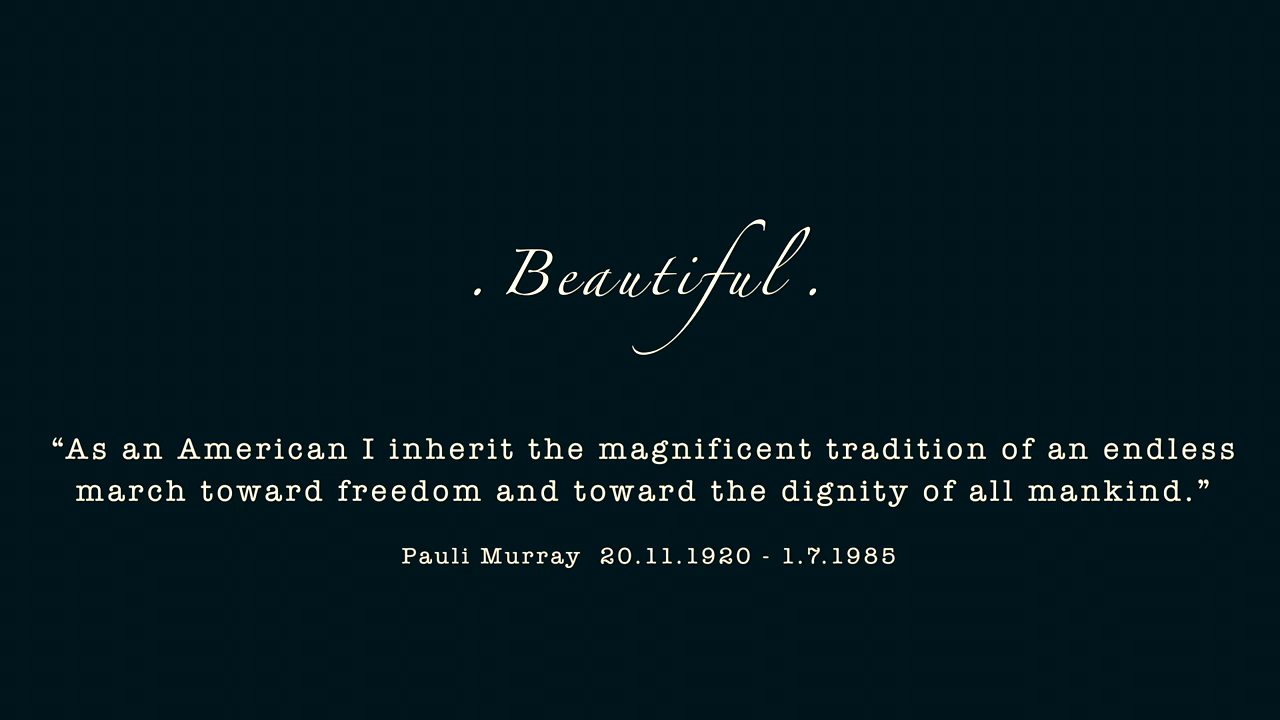 . Beautiful .
“As an American I inherit the magnificent tradition of an endless
march toward freedom and toward the dignity of all mankind.”
Pauli Murray 20.11.1920 - 1.7.1985